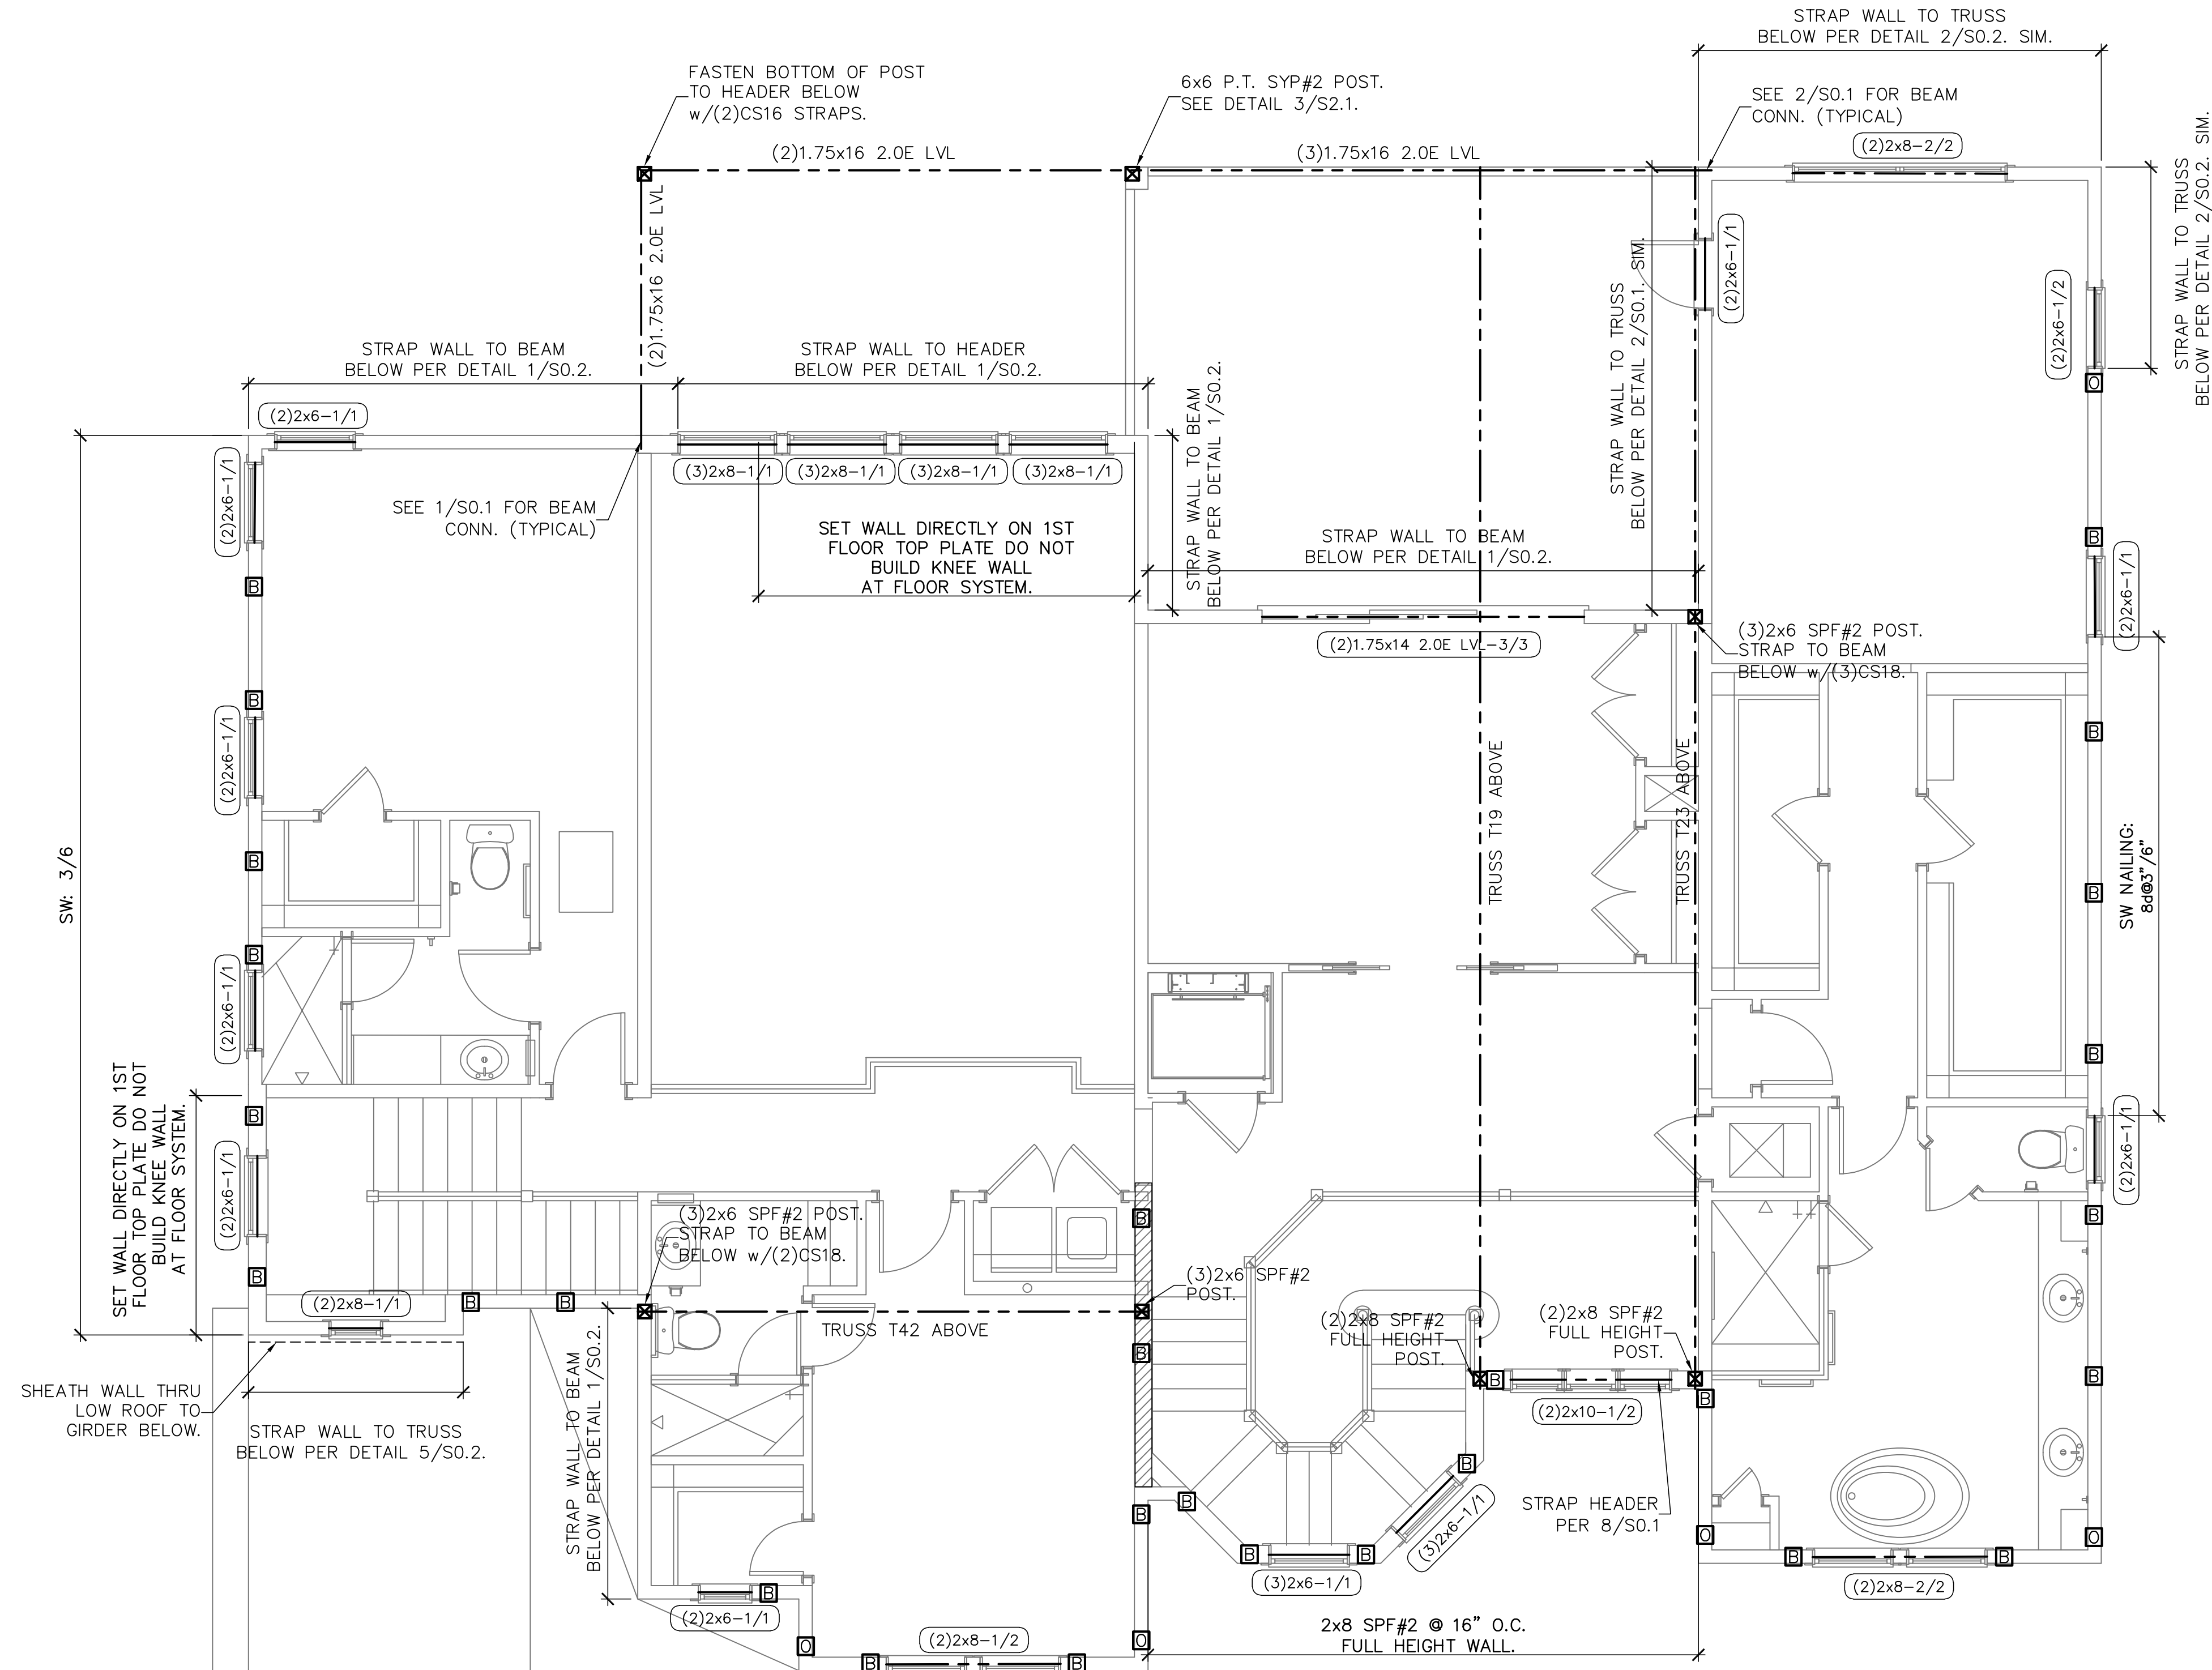 STRAP WALL TO TRUSS
BELOW PER DETAIL 2/S0.2. SIM.
FASTEN BOTTOM OF POST
TO HEADER BELOW
w/(2)CS16 STRAPS.
6x6 P.T. SYP#2 POST.
SEE DETAIL 3/S2.1.
SEE 2/S0.1 FOR BEAM
CONN. (TYPICAL)
(2)1.75x16 2.0E LVL
(3)1.75x16 2.0E LVL
(2)2x8-2/2
STRAP WALL TO TRUSS
BELOW PER DETAIL 2/S0.2. SIM.
(2)1.75x16 2.0E LVL
(2)2x6-1/1
(2)2x6-1/2
STRAP WALL TO TRUSS
BELOW PER DETAIL 2/S0.1. SIM.
STRAP WALL TO BEAM
BELOW PER DETAIL 1/S0.2.
STRAP WALL TO HEADER
BELOW PER DETAIL 1/S0.2.
STRAP WALL TO BEAM
BELOW PER DETAIL 1/S0.2.
O
(2)2x6-1/1
(2)2x6-1/1
(3)2x8-1/1
(3)2x8-1/1
(3)2x8-1/1
(3)2x8-1/1
SEE 1/S0.1 FOR BEAM
CONN. (TYPICAL)
SET WALL DIRECTLY ON 1ST
FLOOR TOP PLATE DO NOT
BUILD KNEE WALL
AT FLOOR SYSTEM.
STRAP WALL TO BEAM
BELOW PER DETAIL 1/S0.2.
B
B
(2)2x6-1/1
(2)1.75x14 2.0E LVL-3/3
(3)2x6 SPF#2 POST.
STRAP TO BEAM
BELOW w/(3)CS18.
B
B
(2)2x6-1/1
TRUSS T19 ABOVE
TRUSS T23 ABOVE
SW: 3/6
B
B
SW NAILING:
8d@3"/6"
B
(2)2x6-1/1
B
SET WALL DIRECTLY ON 1ST
FLOOR TOP PLATE DO NOT
BUILD KNEE WALL
AT FLOOR SYSTEM.
B
(2)2x6-1/1
(2)2x6-1/1
(3)2x6 SPF#2 POST.
STRAP TO BEAM
BELOW w/(2)CS18.
B
B
B
(3)2x6 SPF#2
POST.
(2)2x8-1/1
B
B
TRUSS T42 ABOVE
(2)2x8 SPF#2
FULL HEIGHT
POST.
(2)2x8 SPF#2
FULL HEIGHT
POST.
B
B
B
B
SHEATH WALL THRU
LOW ROOF TO
GIRDER BELOW.
STRAP WALL TO TRUSS
BELOW PER DETAIL 5/S0.2.
STRAP WALL TO BEAM
BELOW PER DETAIL 1/S0.2.
(2)2x10-1/2
B
B
B
STRAP HEADER
PER 8/S0.1
(3)2x6-1/1
O
O
B
B
(3)2x6-1/1
B
B
(2)2x8-2/2
B
(2)2x6-1/1
O
(2)2x8-1/2
O
2x8 SPF#2 @ 16" O.C.
FULL HEIGHT WALL.
B
B